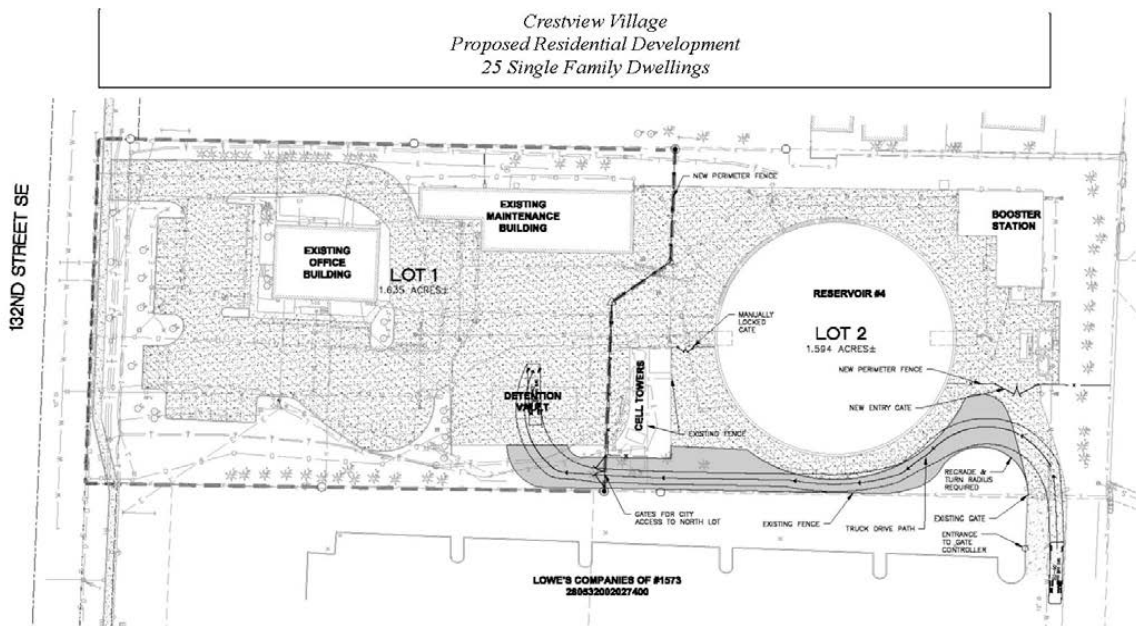 Crestview Village
Proposed Residential Development
25 Single Family Dwellings
132ND STREET SE
NEW PERIMETER FENCE
EXISTING
MAINTENANCE
BUILDING
BOOSTER
STATION
EXISTING
OFFICE
BUILDING
LOT 1
1.635 ACRES±
RESERVOIR #4
LOT 2
1.594 ACRES±
MANUALLY
LOCKED
GATE
NEW PERIMETER FENCE
NEW ENTRY GATE
DETENTION
VAULT
CELL TOWERS
EXISTING FENCE
REGRADE &
TURN RADIUS
REQUIRED
GATES FOR CITY
ACCESS TO NORTH LOT
EXISTING FENCE
TRUCK DRIVE PATH
EXISTING GATE
ENTRANCE
TO GATE
CONTROLLER
LOWE'S COMPANIES OF #1573
280532002027400